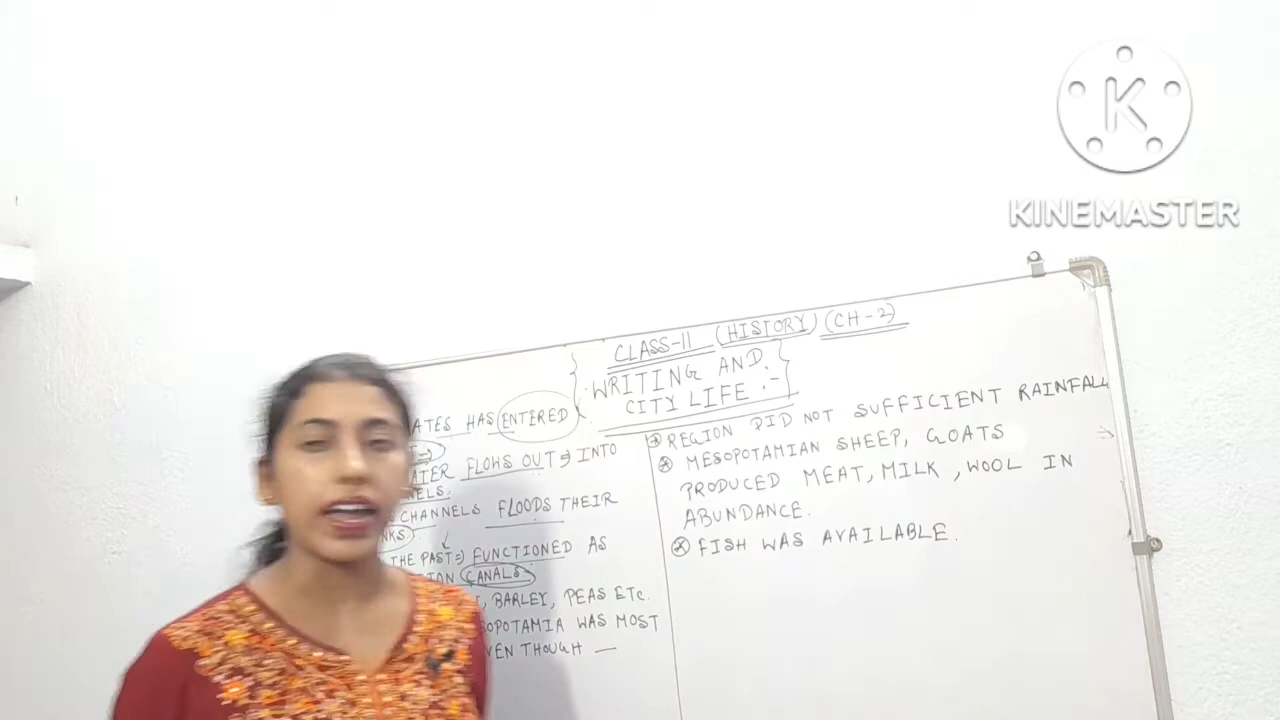 K
KINEMASTER
CLASS-11 (HISTORY) (CH-2)
WRITING AND
CITY LIFE :-
ATES HAS ENTERED
ATER FLOWS OUT ⇒ INTO
NELS.
CHANNELS FLOODS THEIR
NKS
THE PAST ⇒ FUNCTIONED AS
TION CANALS
BARLEY, PEAS ETC.
SOPOTAMIA WAS MOST
VEN THOUGH —
REGION DID NOT SUFFICIENT RAINFALL
MESOPOTAMIAN SHEEP, GOATS
PRODUCED MEAT, MILK, WOOL IN
ABUNDANCE.
FISH WAS AVAILABLE.